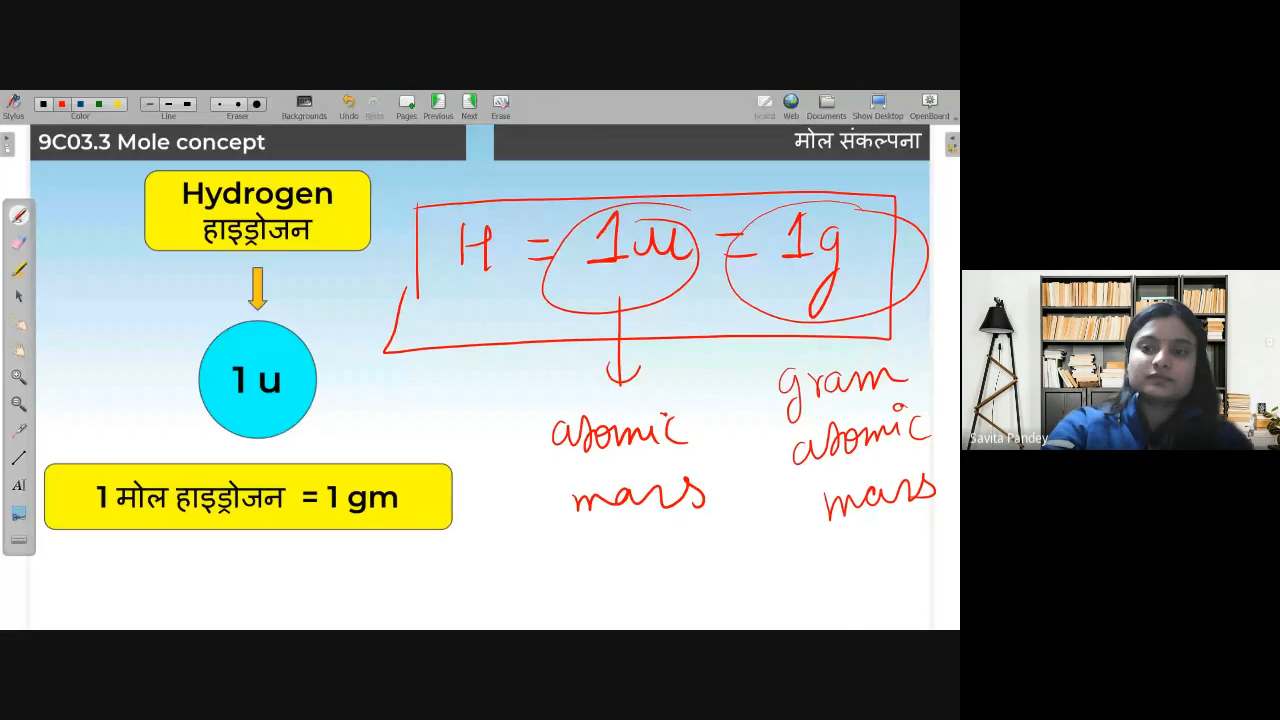 Stylus
Color
Line
Eraser
Backgrounds
Undo
Redo
Pages
Previous
Next
Erase
Board
Web
Documents
Show Desktop
OpenBoard
9C03.3 Mole concept
मोल संकल्पना
Hydrogen
हाइड्रोजन
H = 1u = 1g
1 u
gram
atomic
mass
atomic
mass
1 मोल हाइड्रोजन = 1 gm
Savita Pandey